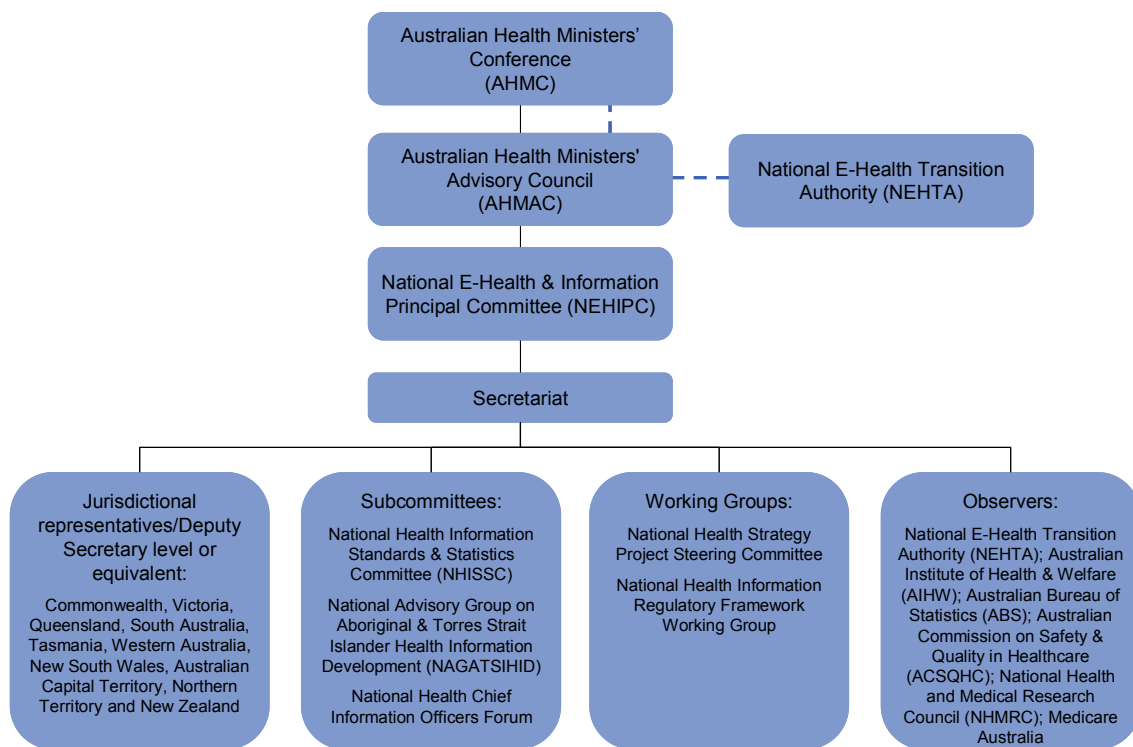 Australian Health Ministers’
Conference
(AHMC)
Australian Health Ministers'
Advisory Council
(AHMAC)
National E-Health Transition
Authority (NEHTA)
National E-Health & Information
Principal Committee (NEHIPC)
Secretariat
Jurisdictional
representatives/Deputy
Secretary level or
equivalent:
Commonwealth, Victoria,
Queensland, South Australia,
Tasmania, Western Australia,
New South Wales, Australian
Capital Territory, Northern
Territory and New Zealand
Subcommittees:
National Health Information
Standards & Statistics
Committee (NHISSC)
National Advisory Group on
Aboriginal & Torres Strait
Islander Health Information
Development (NAGATSIHID)
National Health Chief
Information Officers Forum
Working Groups:
National Health Strategy
Project Steering Committee
National Health Information
Regulatory Framework
Working Group
Observers:
National E-Health Transition
Authority (NEHTA); Australian
Institute of Health & Welfare
(AIHW); Australian Bureau of
Statistics (ABS); Australian
Commission on Safety &
Quality in Healthcare
(ACSQHC); National Health
and Medical Research
Council (NHMRC); Medicare
Australia